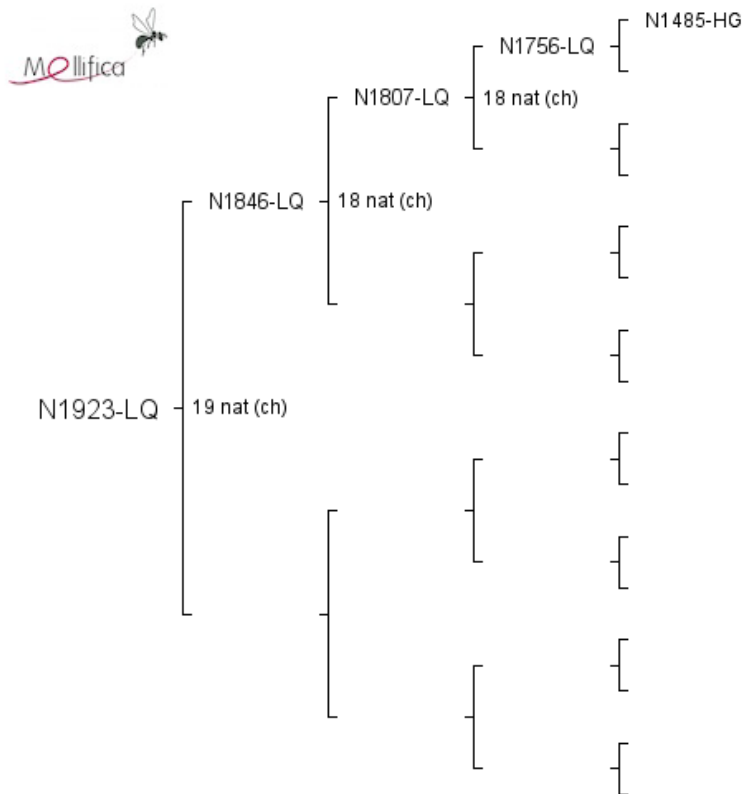 Mellifica
N1485-HG
N1756-LQ
N1807-LQ
18 nat (ch)
N1846-LQ
18 nat (ch)
N1923-LQ
19 nat (ch)